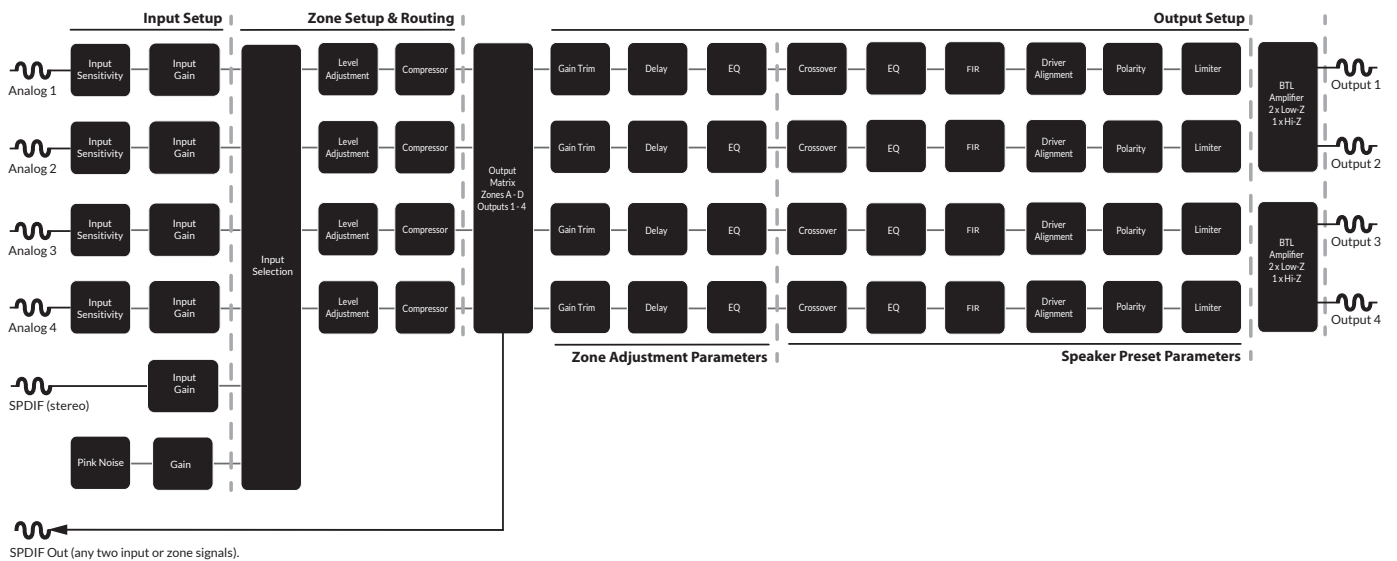 Input Setup
Zone Setup & Routing
Output Setup
Analog 1
Input
Sensitivity
Input
Gain
Level
Adjustment
Compressor
Gain Trim
Delay
EQ
Crossover
EQ
FIR
Driver
Alignment
Polarity
Limiter
BTL
Amplifier
2 x Low-Z
1 x Hi-Z
Output 1
Analog 2
Input
Sensitivity
Input
Gain
Level
Adjustment
Compressor
Output
Matrix
Zones A - D
Outputs 1 - 4
Gain Trim
Delay
EQ
Crossover
EQ
FIR
Driver
Alignment
Polarity
Limiter
Output 2
Analog 3
Input
Sensitivity
Input
Gain
Input
Selection
Level
Adjustment
Compressor
Gain Trim
Delay
EQ
Crossover
EQ
FIR
Driver
Alignment
Polarity
Limiter
BTL
Amplifier
2 x Low-Z
1 x Hi-Z
Output 3
Analog 4
Input
Sensitivity
Input
Gain
Level
Adjustment
Compressor
Gain Trim
Delay
EQ
Crossover
EQ
FIR
Driver
Alignment
Polarity
Limiter
Output 4
Zone Adjustment Parameters
Speaker Preset Parameters
SPDIF (stereo)
Input
Gain
Pink Noise
Gain
SPDIF Out (any two input or zone signals).